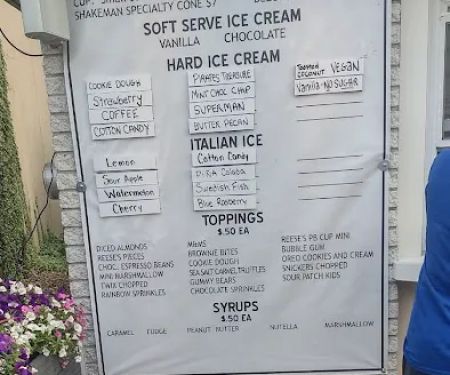 SHAKEMAN SPECIALTY CONE $7
SOFT SERVE ICE CREAM
VANILLA CHOCOLATE
HARD ICE CREAM
COOKIE DOUGH
Strawberry
COFFEE
COTTON CANDY
PIRATES TREASURE
MINT CHOC CHIP
SUPERMAN
BUTTER PECAN
Toasted COCONUT VEGAN
Vanilla-NO SUGAR
ITALIAN ICE
Lemon
Sour Apple
Watermelon
Cherry
Cotton Candy
Piña Colada
Swedish Fish
Blue Raspberry
TOPPINGS
$.50 EA
DICED ALMONDS
REESE'S PIECES
CHOC. ESPRESSO BEANS
MINI MARSHMALLOW
TWIX CHOPPED
RAINBOW SPRINKLES
M&MS
BROWNIE BITES
COOKIE DOUGH
SEA SALT CARMEL TRUFFLES
GUMMY BEARS
CHOCOLATE SPRINKLES
REESE'S PB CUP MINI
BUBBLE GUM
OREO COOKIES AND CREAM
SNICKERS CHOPPED
SOUR PATCH KIDS
SYRUPS
$.50 EA
CARAMEL FUDGE PEANUT BUTTER NUTELLA MARSHMALLOW